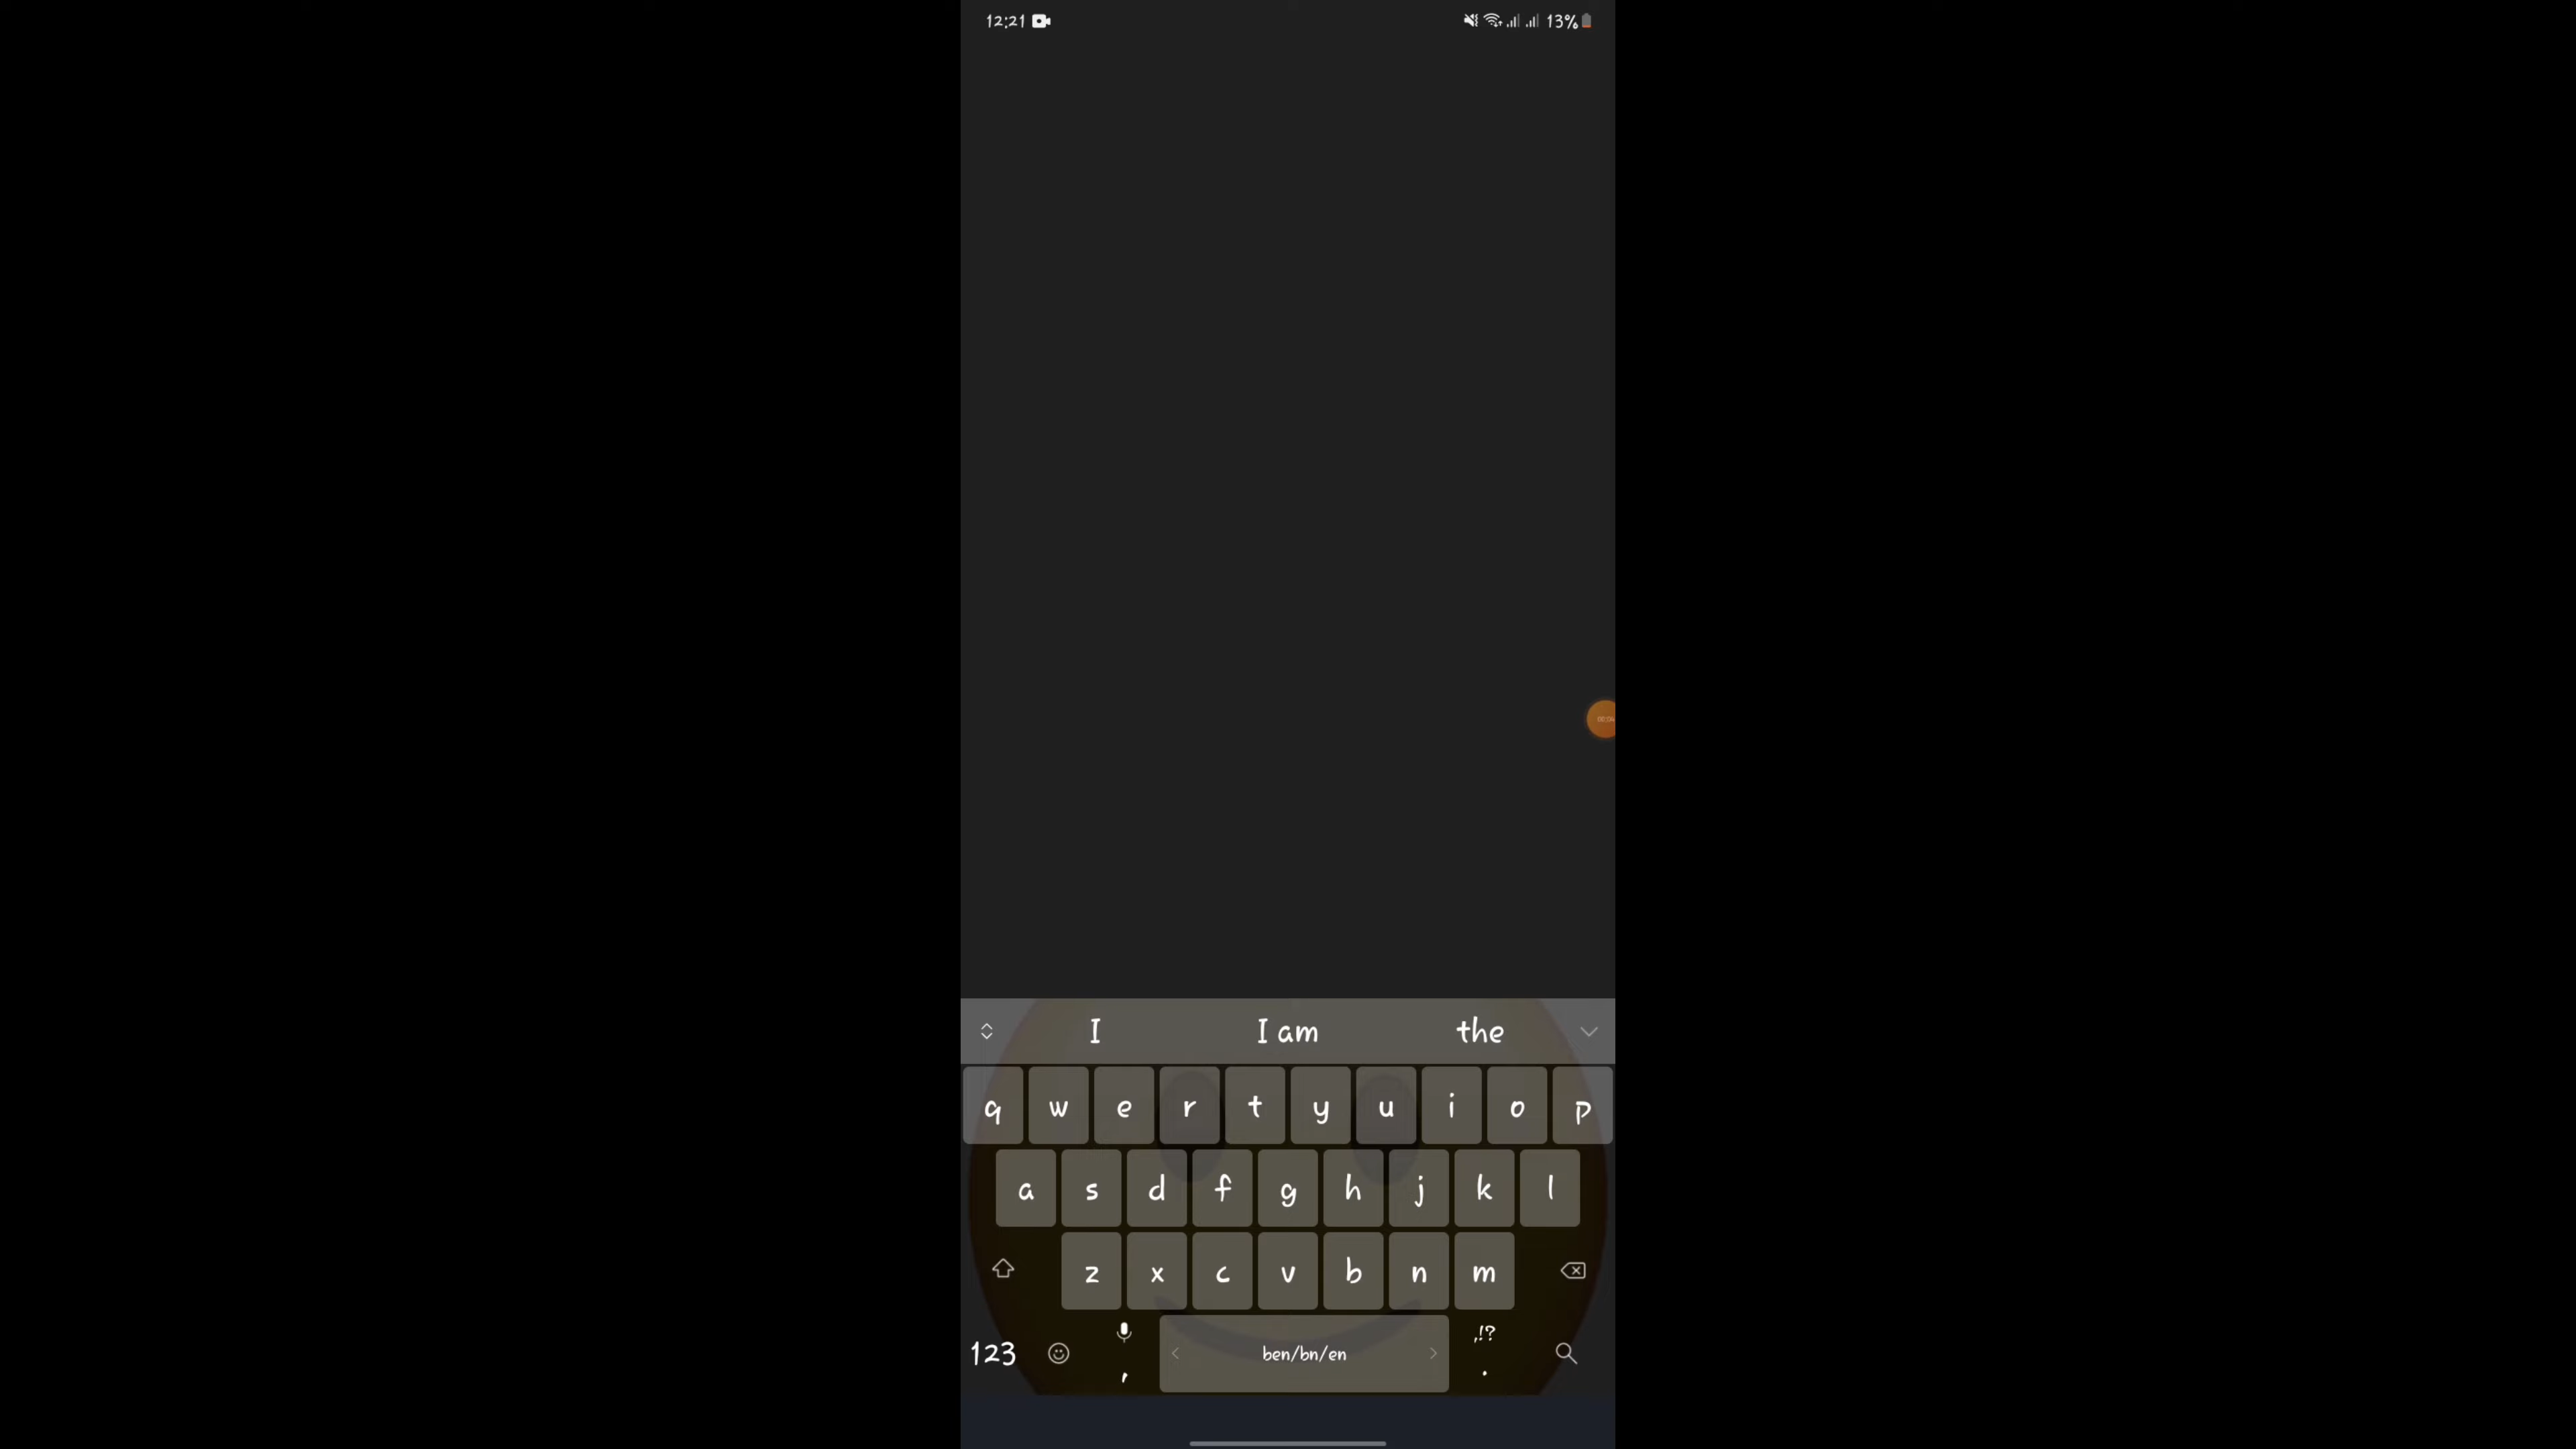 12:21 13%
I I am the
q w e r t y u i o p
a s d f g h j k l
z x c v b n m
,!?
123 , ben/bn/en .